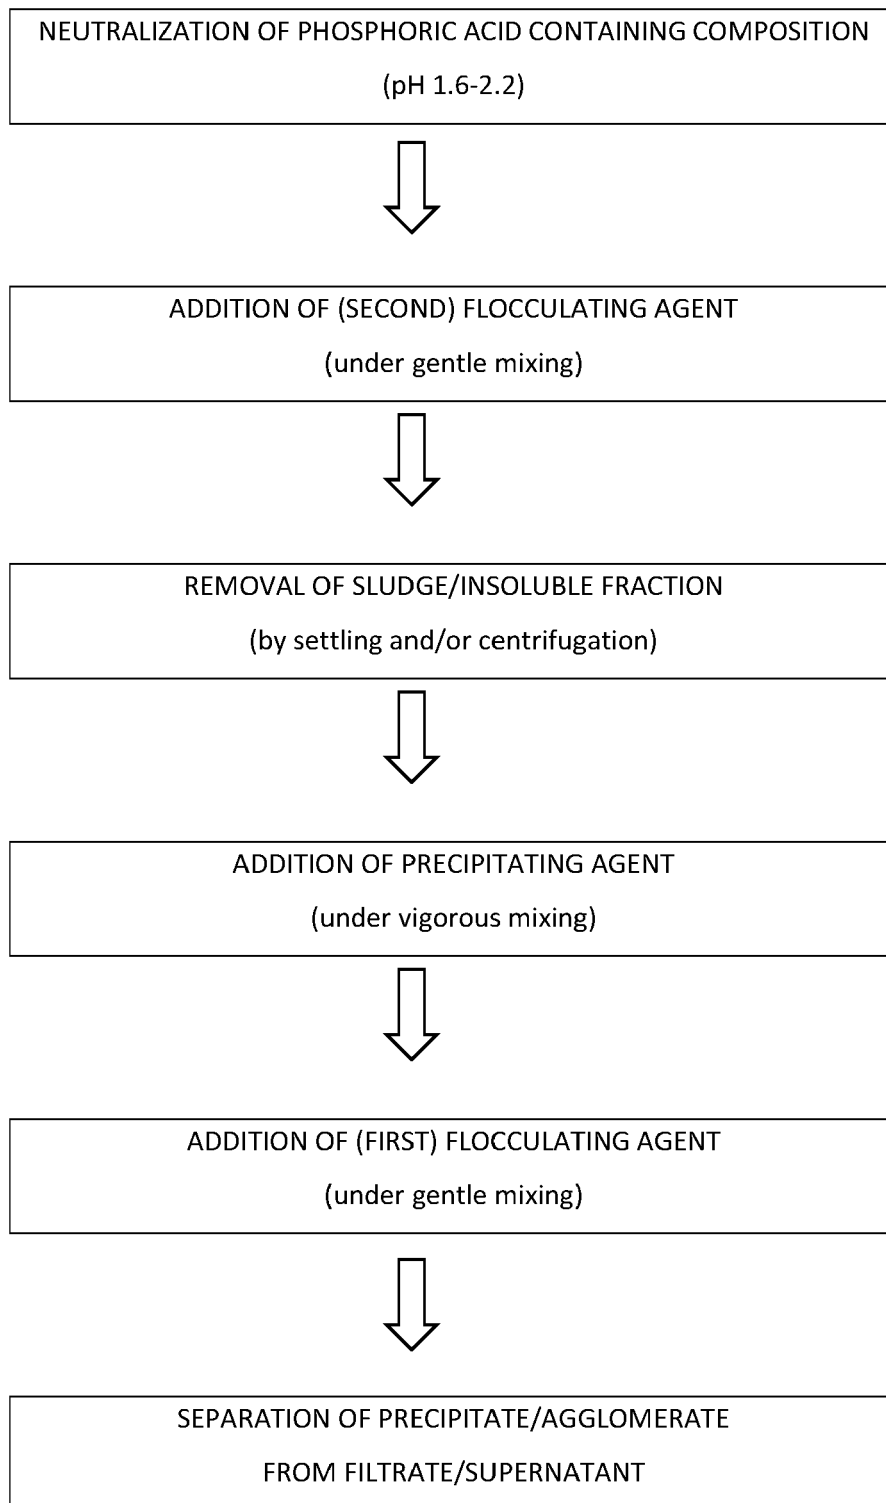 NEUTRALIZATION OF PHOSPHORIC ACID CONTAINING COMPOSITION
(pH 1.6-2.2)
ADDITION OF (SECOND) FLOCCULATING AGENT
(under gentle mixing)
REMOVAL OF SLUDGE/INSOLUBLE FRACTION
(by settling and/or centrifugation)
ADDITION OF PRECIPITATING AGENT
(under vigorous mixing)
ADDITION OF (FIRST) FLOCCULATING AGENT
(under gentle mixing)
SEPARATION OF PRECIPITATE/AGGLOMERATE
FROM FILTRATE/SUPERNATANT